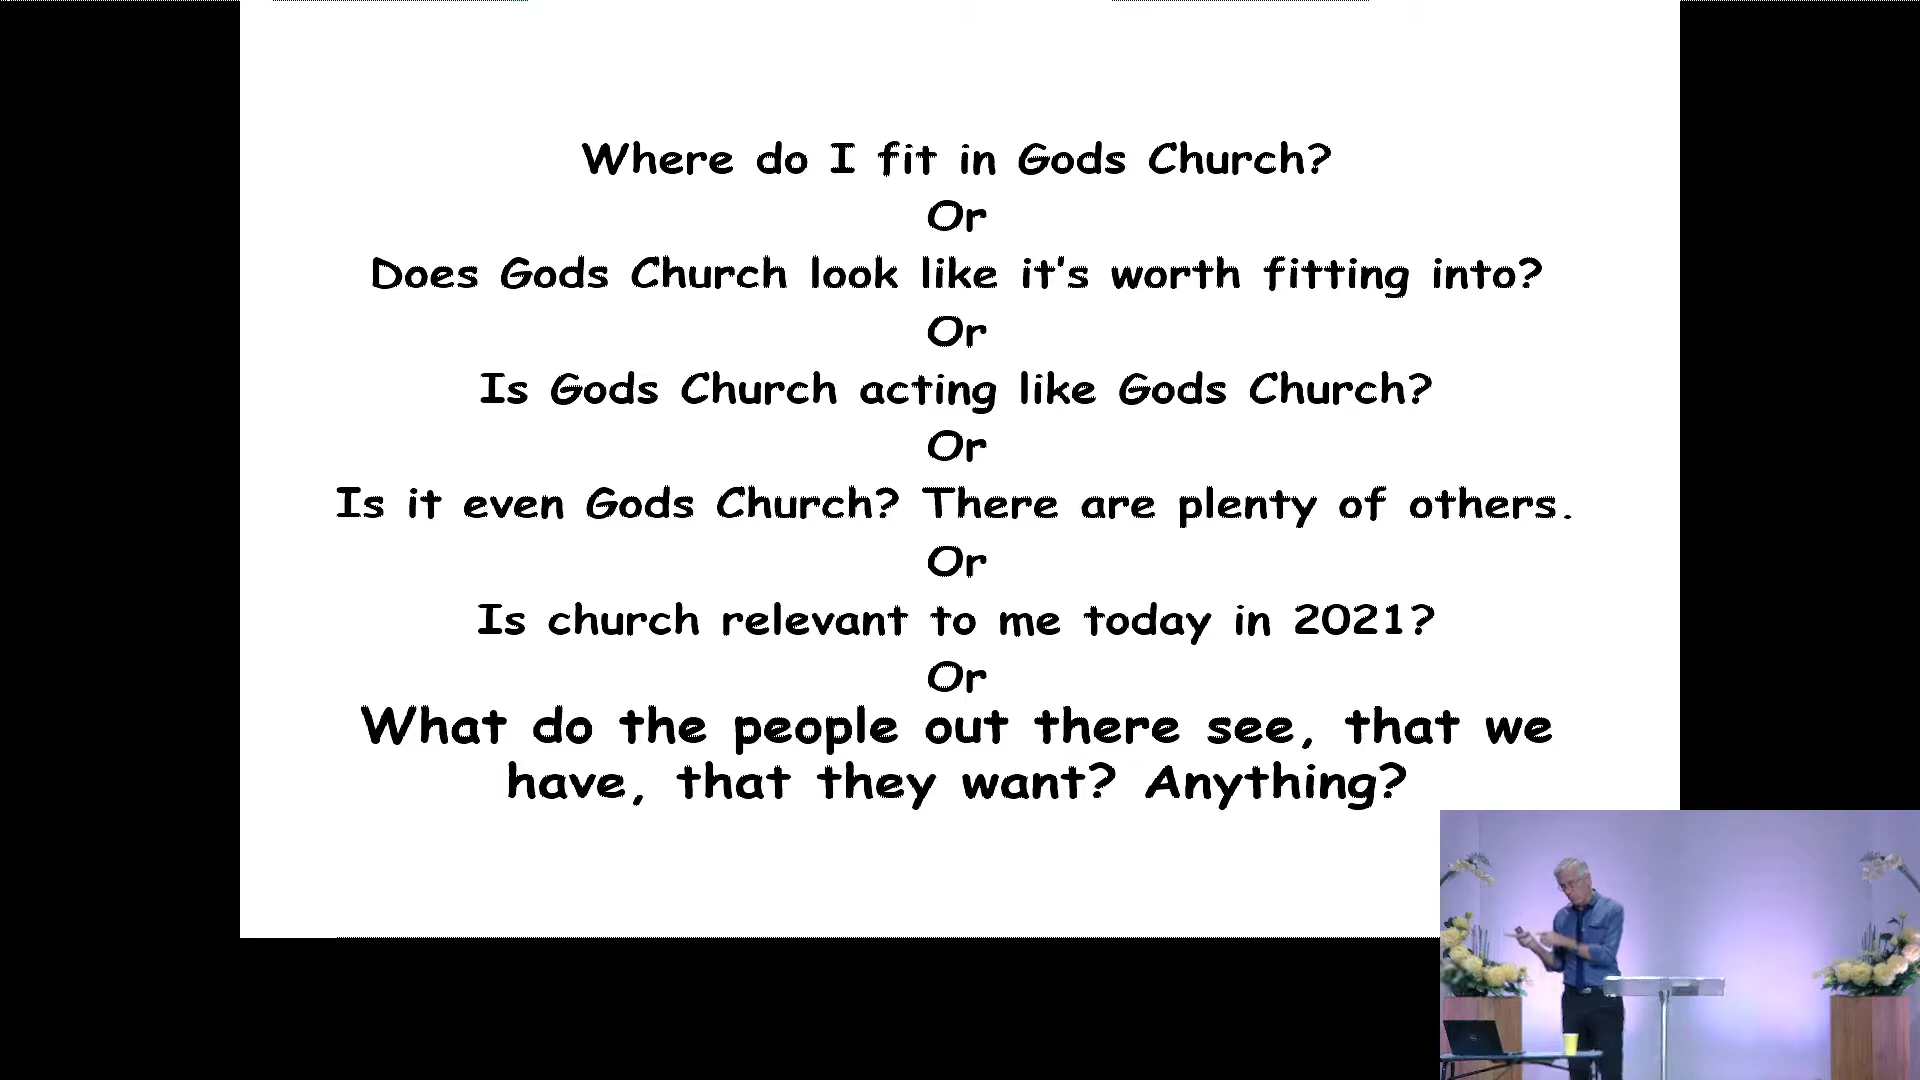 Where do I fit in Gods Church?
Or
Does Gods Church look like it's worth fitting into?
Or
Is Gods Church acting like Gods Church?
Or
Is it even Gods Church? There are plenty of others.
Or
Is church relevant to me today in 2021?
Or
What do the people out there see, that we
have, that they want? Anything?